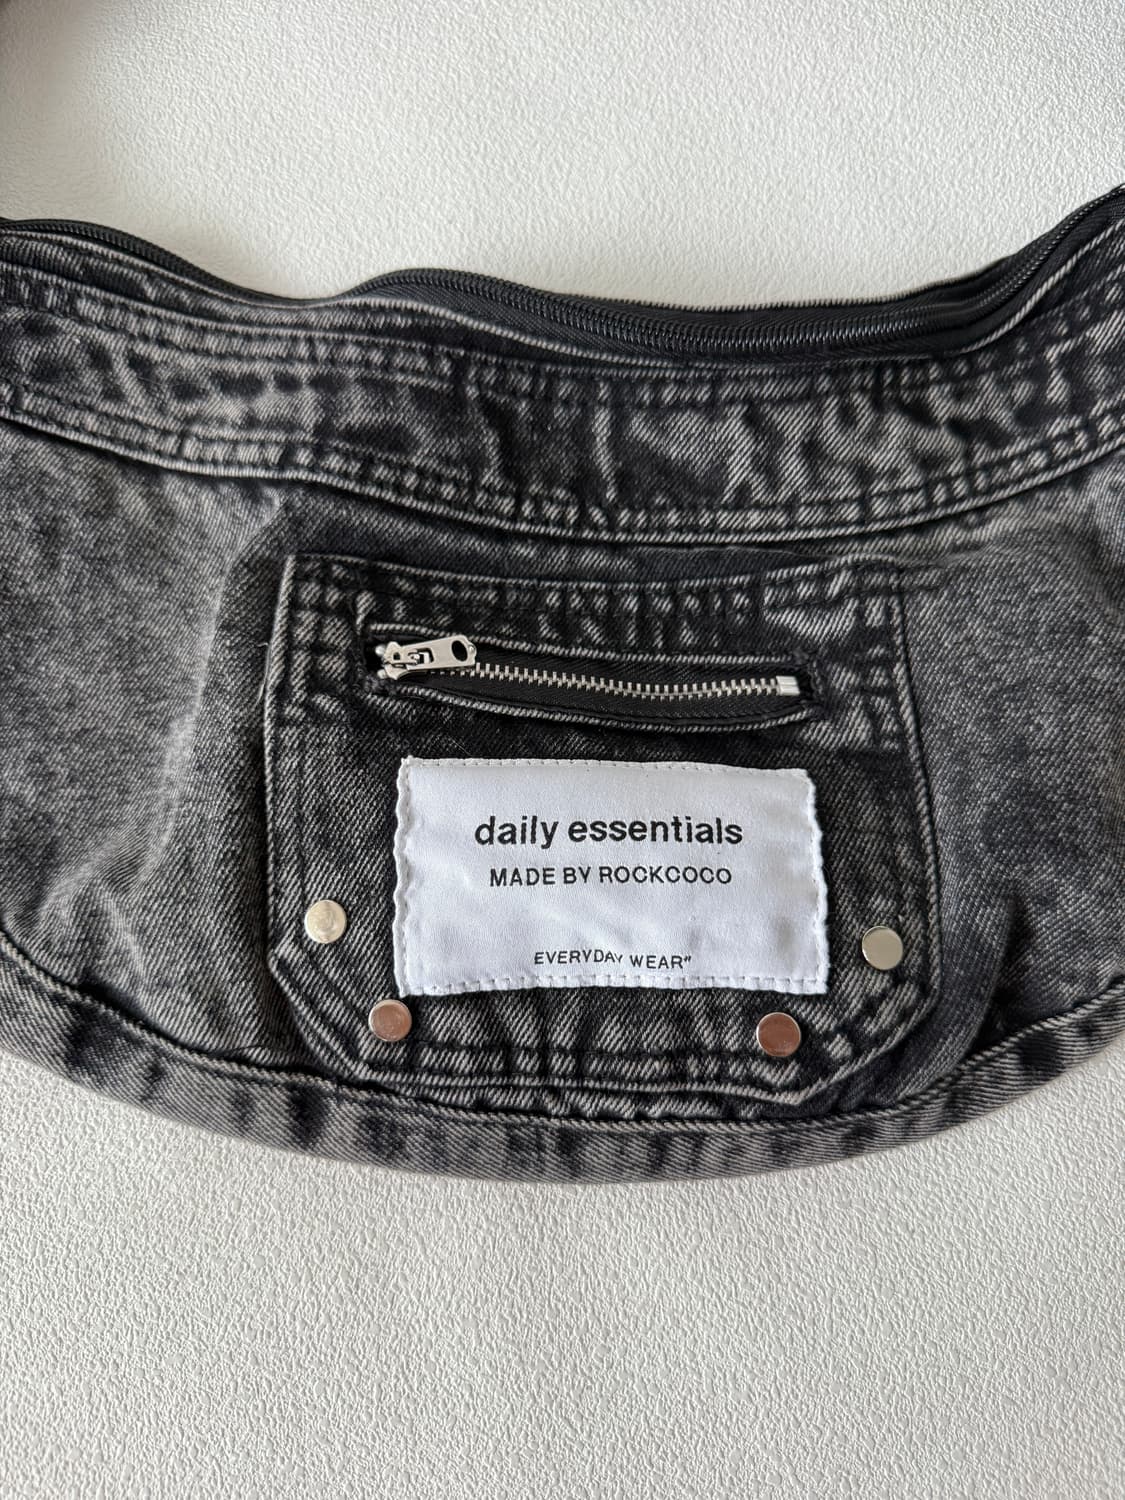 daily essentials
MADE BY ROCKCOCO
EVERYDAY WEAR"